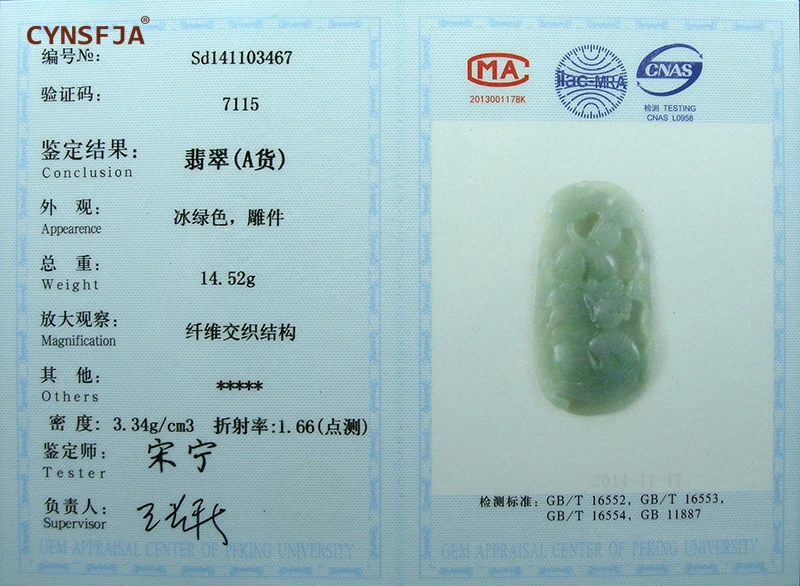 CYNSFJA®
编号№: Sd141103467
验证码: 7115
鉴定结果: 翡翠(A货)
Conclusion
外 观: 冰绿色，雕件
Appearence
总 重: 14.52g
Weight
放大观察: 纤维交织结构
Magnification
其 他: *****
Others
密 度: 3.34g/cm3 折射率:1.66(点测)
鉴定师: 宋宁
Tester
负责人:
Supervisor
GEM APPRAISAL CENTER OF PEKING UNIVERSITY
CMA
2013001178K
ilac-MRA
CNAS
检测 TESTING
CNAS L0958
2014-11-17
检测标准: GB/T 16552, GB/T 16553,
GB/T 16554, GB 11887
GEM APPRAISAL CENTER OF PEKING UNIVERSITY